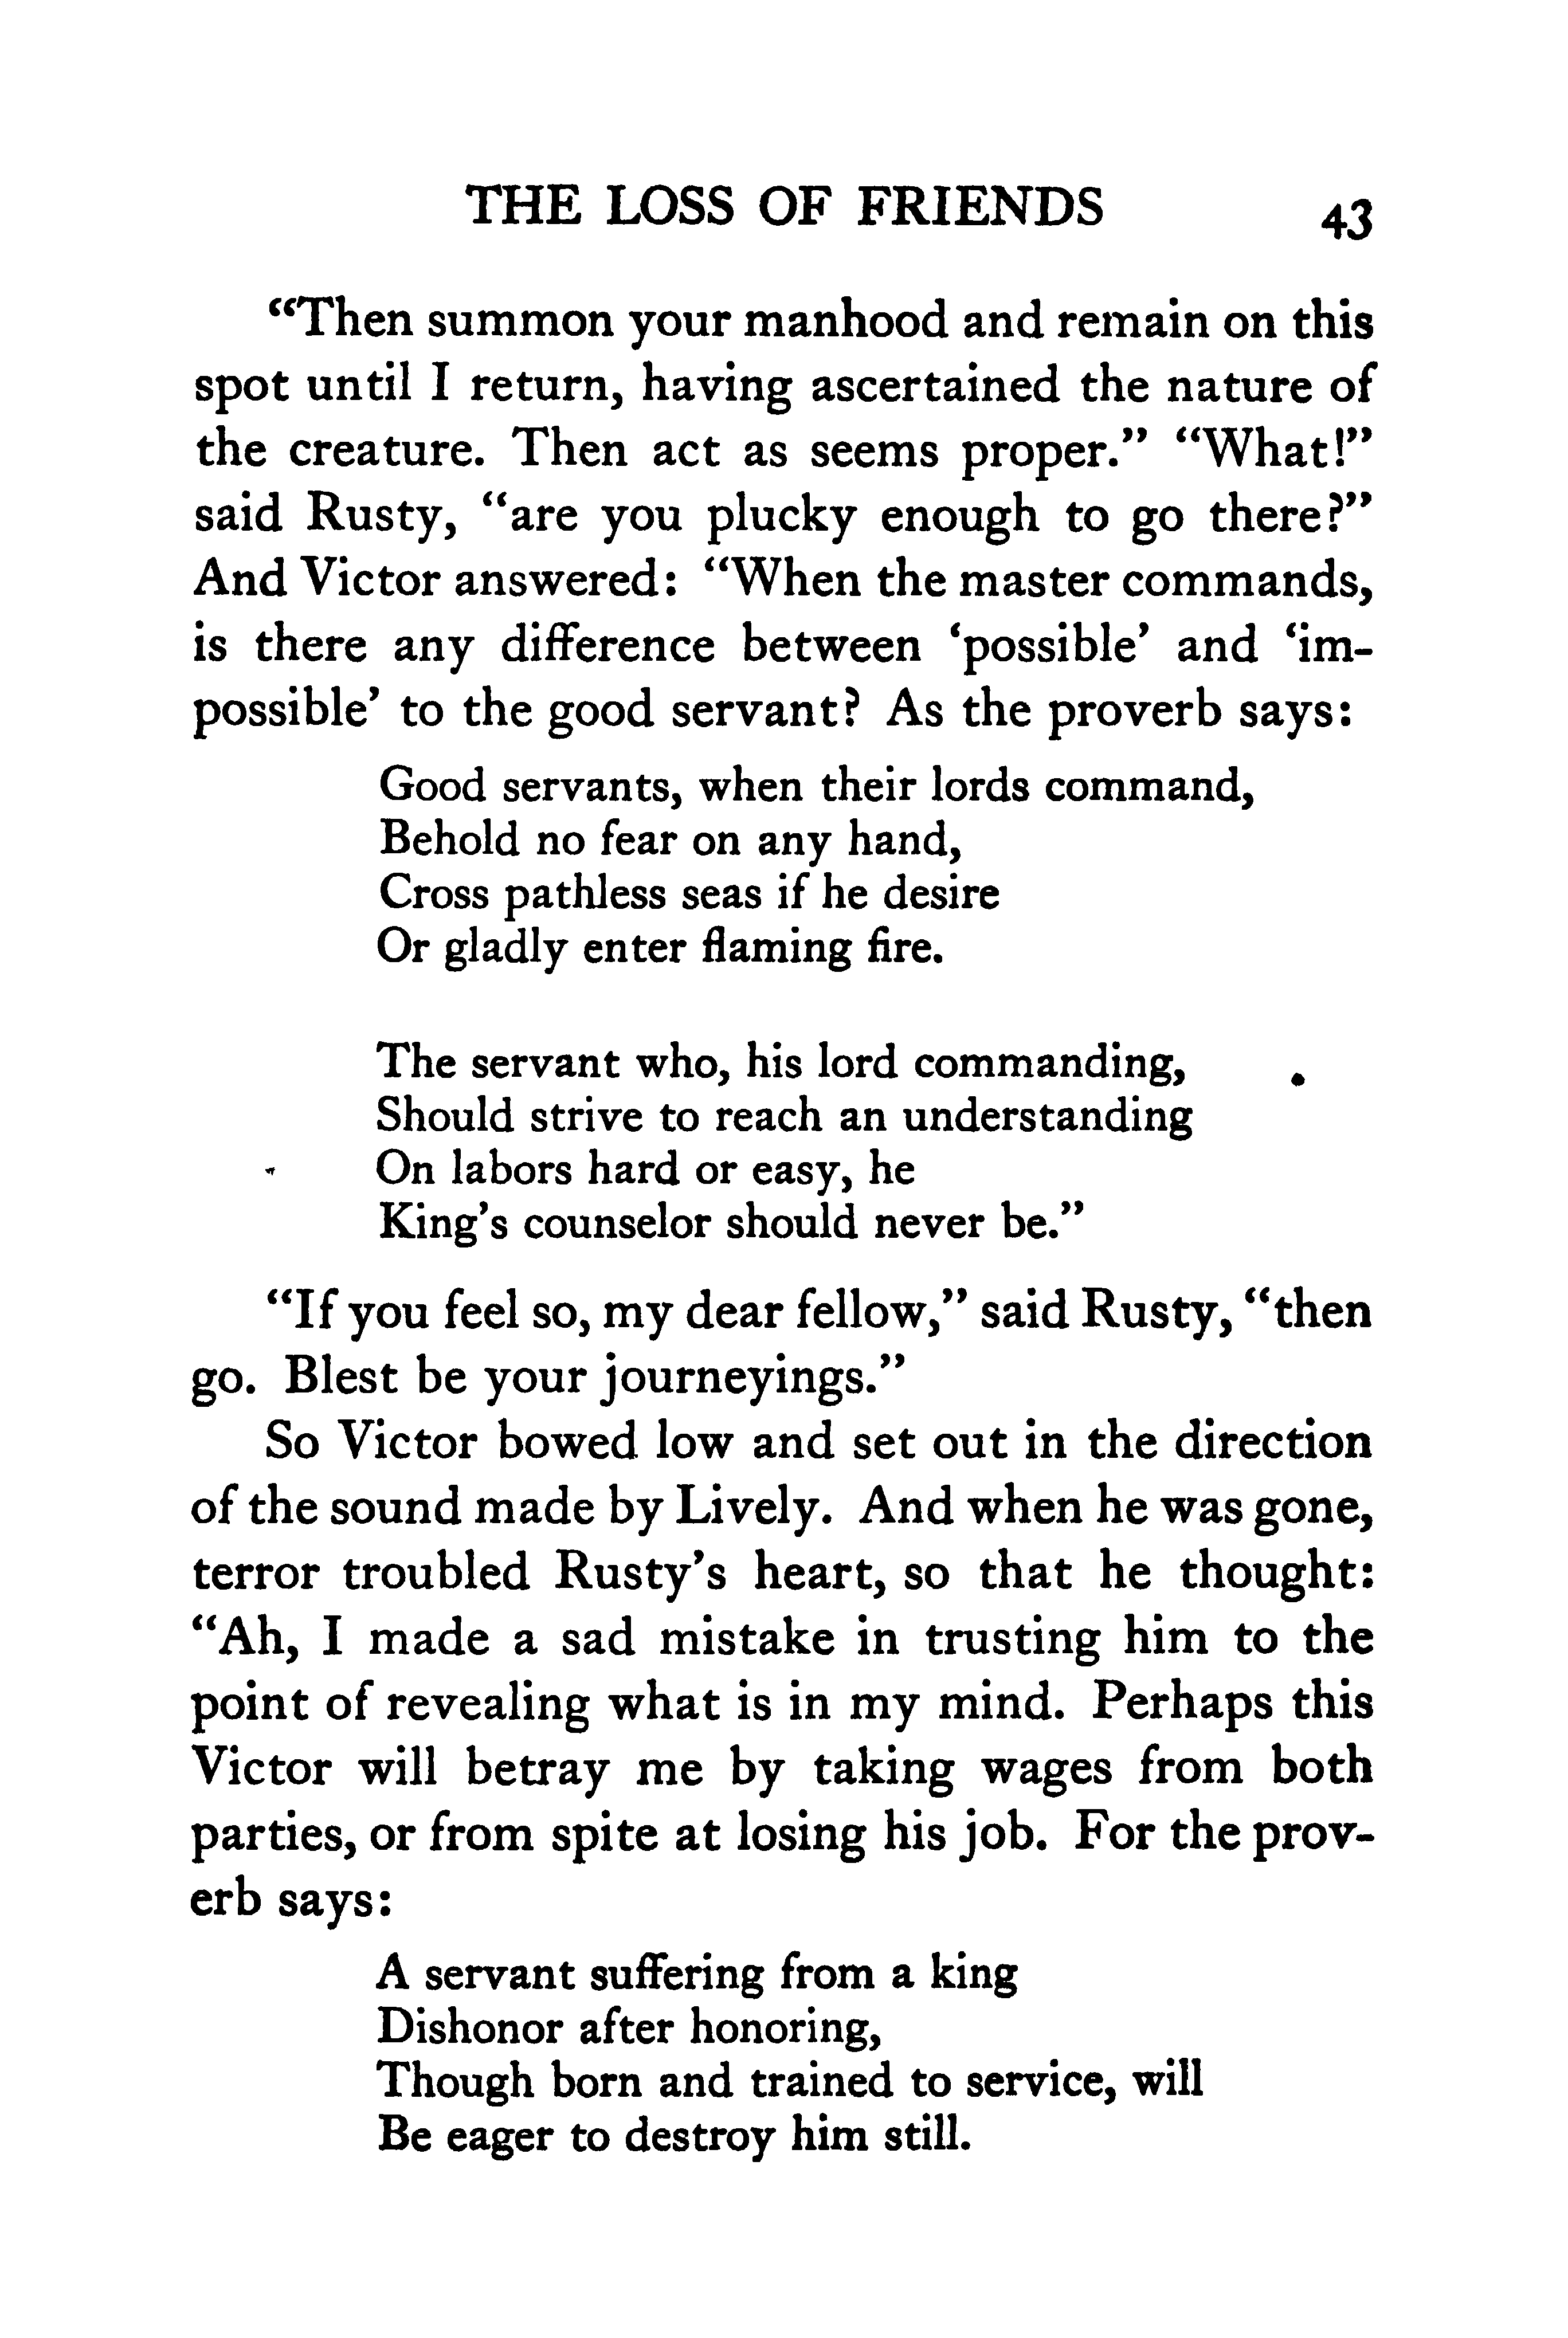 THE LOSS OF FRIENDS 43
“Then summon your manhood and remain on this
spot until I return, having ascertained the nature of
the creature. Then act as seems proper.” “What!”
said Rusty, “are you plucky enough to go there?”
And Victor answered: “When the master commands,
is there any difference between ‘possible’ and ‘im-
possible’ to the good servant? As the proverb says:
Good servants, when their lords command,
Behold no fear on any hand,
Cross pathless seas if he desire
Or gladly enter flaming fire.
The servant who, his lord commanding,
Should strive to reach an understanding
On labors hard or easy, he
King’s counselor should never be.”
“If you feel so, my dear fellow,” said Rusty, “then
go. Blest be your journeyings.”
So Victor bowed low and set out in the direction
of the sound made by Lively. And when he was gone,
terror troubled Rusty’s heart, so that he thought:
“Ah, I made a sad mistake in trusting him to the
point of revealing what is in my mind. Perhaps this
Victor will betray me by taking wages from both
parties, or from spite at losing his job. For the prov-
erb says:
A servant suffering from a king
Dishonor after honoring,
Though born and trained to service, will
Be eager to destroy him still.